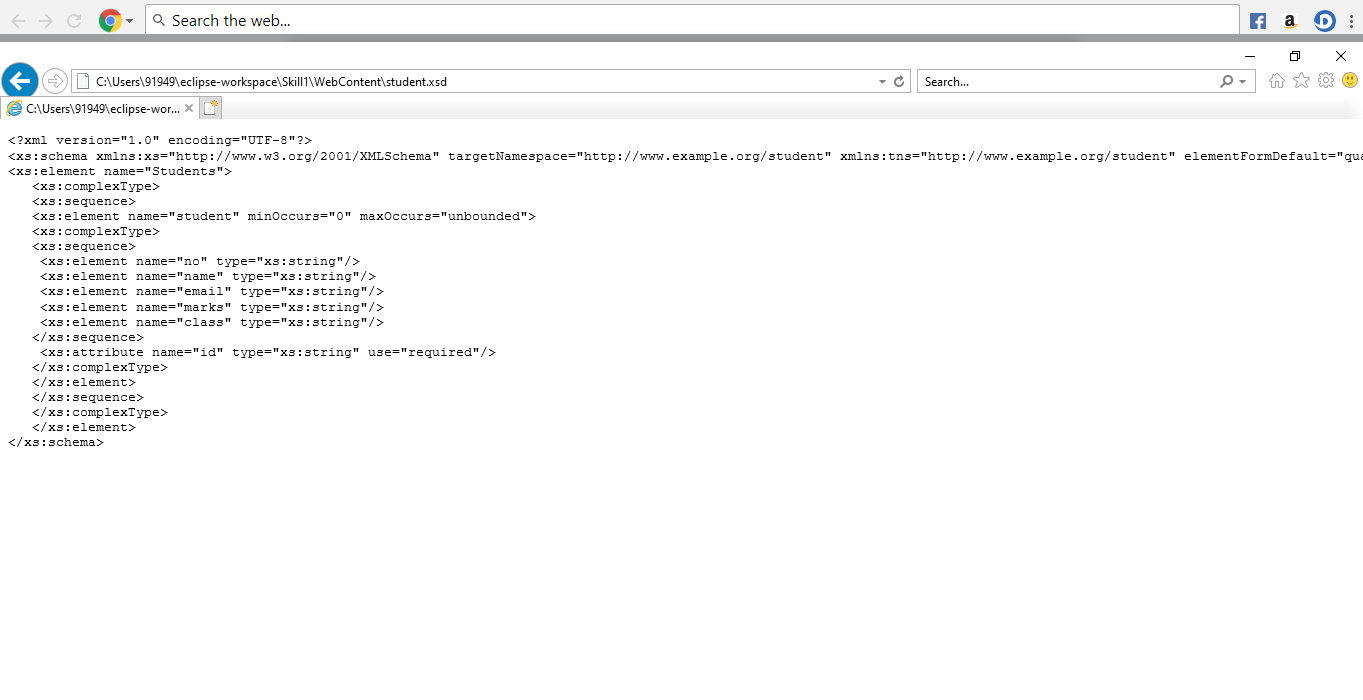 Search the web...
C:\Users\91949\eclipse-workspace\Skill1\WebContent\student.xsd
Search...
C:\Users\91949\eclipse-wor...
<?xml version="1.0" encoding="UTF-8"?>
<xs:schema xmlns:xs="http://www.w3.org/2001/XMLSchema" targetNamespace="http://www.example.org/student" xmlns:tns="http://www.example.org/student" elementFormDefault="qua
<xs:element name="Students">
   <xs:complexType>
   <xs:sequence>
   <xs:element name="student" minOccurs="0" maxOccurs="unbounded">
   <xs:complexType>
   <xs:sequence>
    <xs:element name="no" type="xs:string"/>
    <xs:element name="name" type="xs:string"/>
    <xs:element name="email" type="xs:string"/>
    <xs:element name="marks" type="xs:string"/>
    <xs:element name="class" type="xs:string"/>
   </xs:sequence>
    <xs:attribute name="id" type="xs:string" use="required"/>
   </xs:complexType>
   </xs:element>
   </xs:sequence>
   </xs:complexType>
   </xs:element>
</xs:schema>